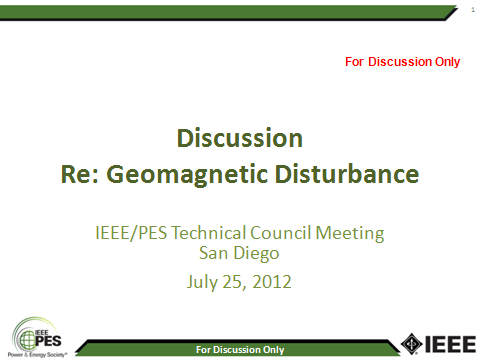 1
For Discussion Only
Discussion
Re: Geomagnetic Disturbance
IEEE/PES Technical Council Meeting
San Diego
July 25, 2012
IEEE
PES
Power & Energy Society®
For Discussion Only
IEEE